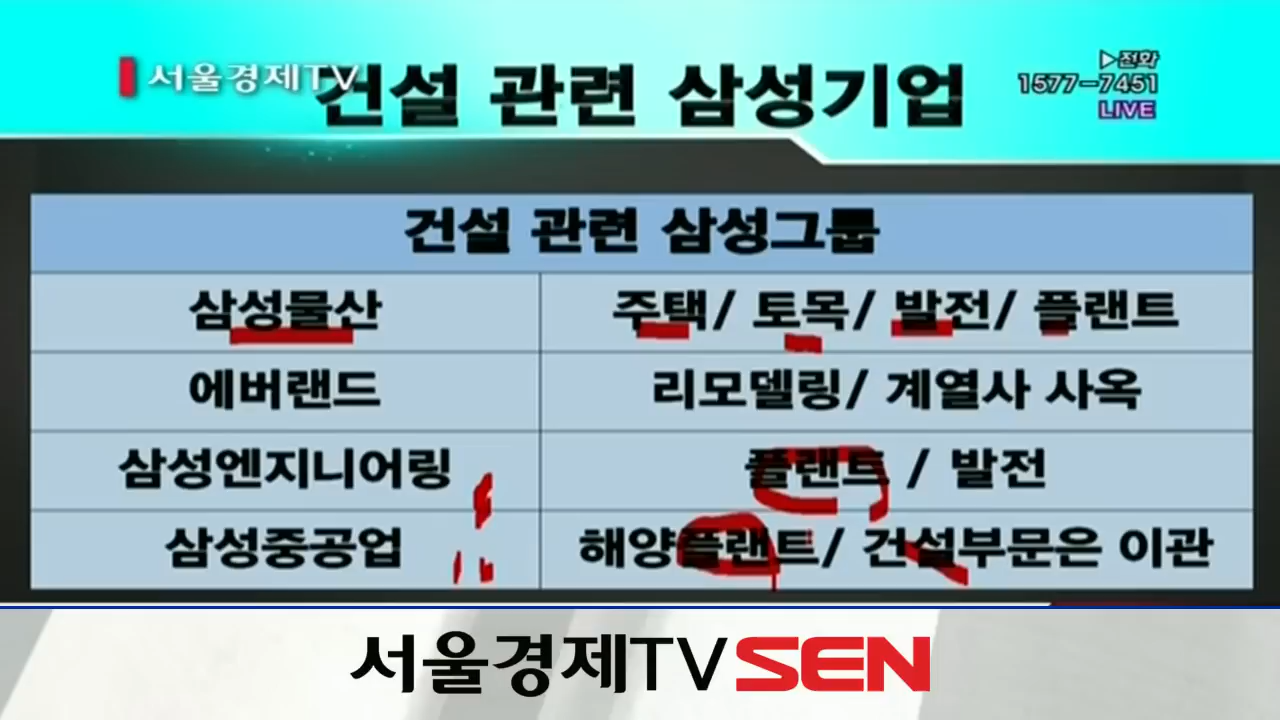 서울경제TV
건설 관련 삼성기업
▶전화
1577-7451
LIVE
건설 관련 삼성그룹
삼성물산
주택/ 토목/ 발전/ 플랜트
에버랜드
리모델링/ 계열사 사옥
삼성엔지니어링
플랜트 / 발전
삼성중공업
해양플랜트/ 건설부문은 이관
서울경제TV SEN